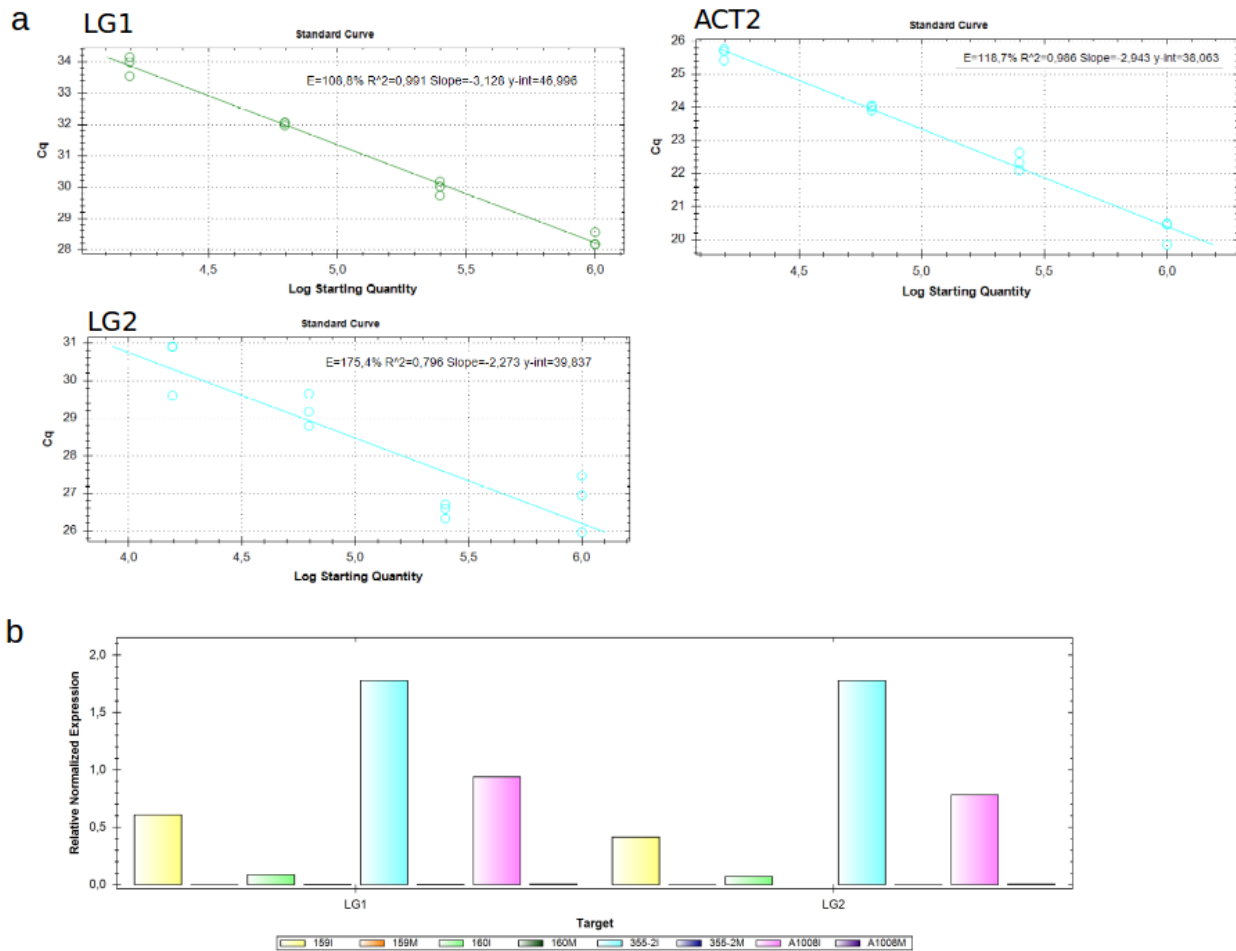 a
LG1
Standard Curve
E=108,8% R^2=0,991 Slope=-3,128 y-int=46,996
34
33
32
31
30
29
28
Cq
4,5
5,0
5,5
6,0
Log Starting Quantity
ACT2
Standard Curve
E=118,7% R^2=0,986 Slope=-2,943 y-int=38,063
26
25
24
23
22
21
20
Cq
4,5
5,0
5,5
6,0
Log Starting Quantity
LG2
Standard Curve
E=175,4% R^2=0,796 Slope=-2,273 y-int=39,837
31
30
29
28
27
26
Cq
4,0
4,5
5,0
5,5
6,0
Log Starting Quantity
b
2,0
1,5
1,0
0,5
0,0
Relative Normalized Expression
LG1
LG2
Target
159I 159M 160I 160M 355-2I 355-2M A1008I A1008M